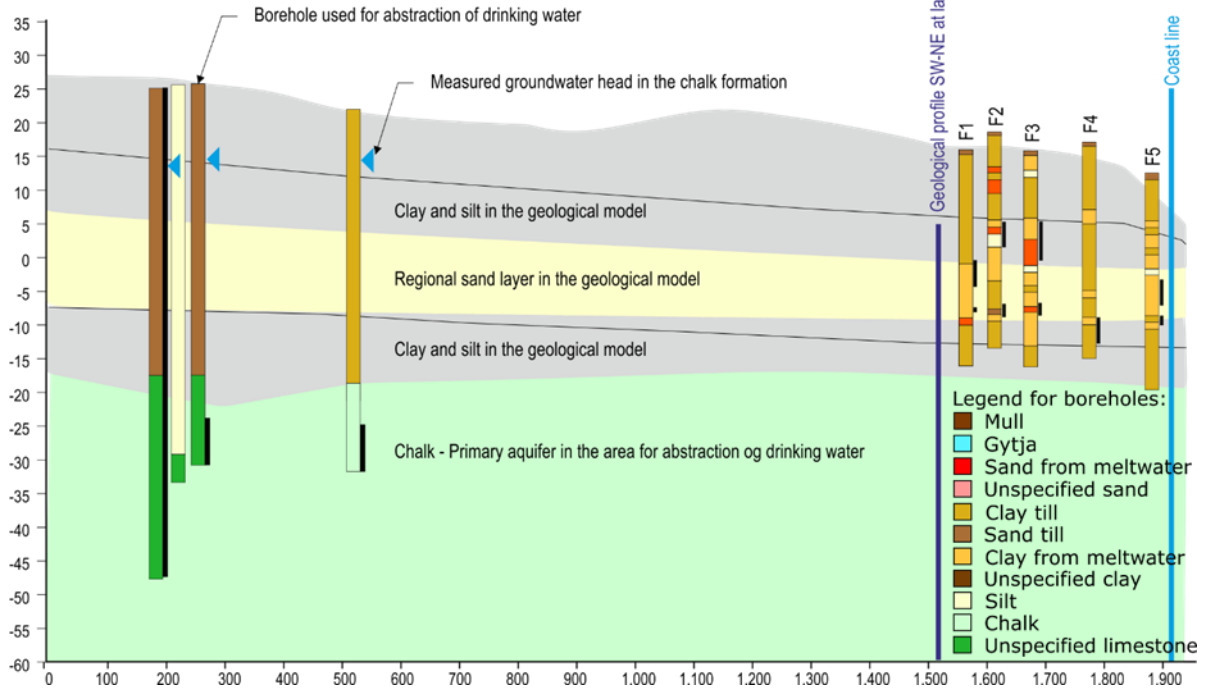 Borehole used for abstraction of drinking water
Measured groundwater head in the chalk formation
Geological profile SW-NE at la
Coast line
F1
F2
F3
F4
F5
Clay and silt in the geological model
Regional sand layer in the geological model
Clay and silt in the geological model
Chalk - Primary aquifer in the area for abstraction og drinking water
Legend for boreholes:
Mull
Gytja
Sand from meltwater
Unspecified sand
Clay till
Sand till
Clay from meltwater
Unspecified clay
Silt
Chalk
Unspecified limestone
35
30
25
20
15
10
5
0
-5
-10
-15
-20
-25
-30
-35
-40
-45
-50
-55
-60
0 100 200 300 400 500 600 700 800 900 1.000 1.100 1.200 1.300 1.400 1.500 1.600 1.700 1.800 1.900